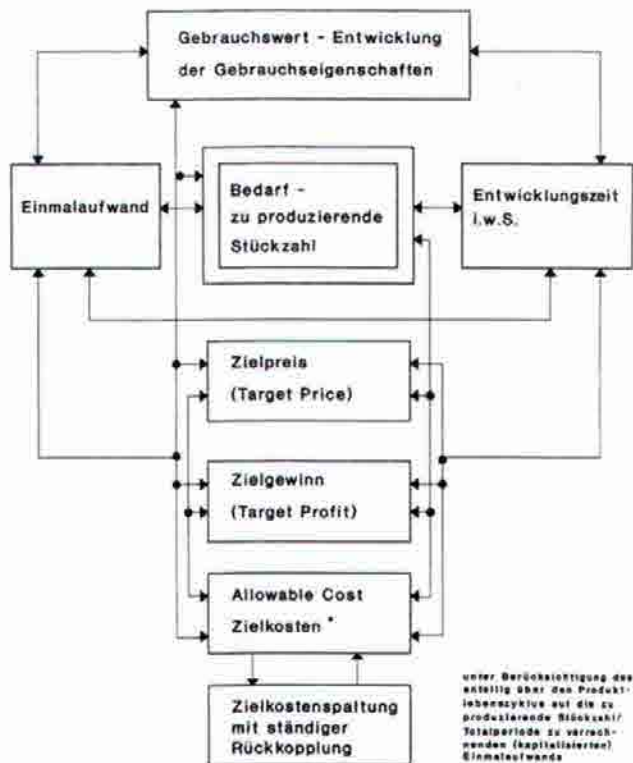 Gebrauchswert - Entwicklung
der Gebrauchseigenschaften
Einmalaufwand
Bedarf -
zu produzierende
Stückzahl
Entwicklungszeit
i.w.S.
Zielpreis
(Target Price)
Zielgewinn
(Target Profit)
Allowable Cost
Zielkosten *
Zielkostenspaltung
mit ständiger
Rückkopplung
unter Berücksichtigung des
anteilig über den Produkt-
lebenszyklus auf die zu
produzierende Stückzahl/
Totalperiode zu verrech-
nenden (kapitalisierten)
Einmalaufwands